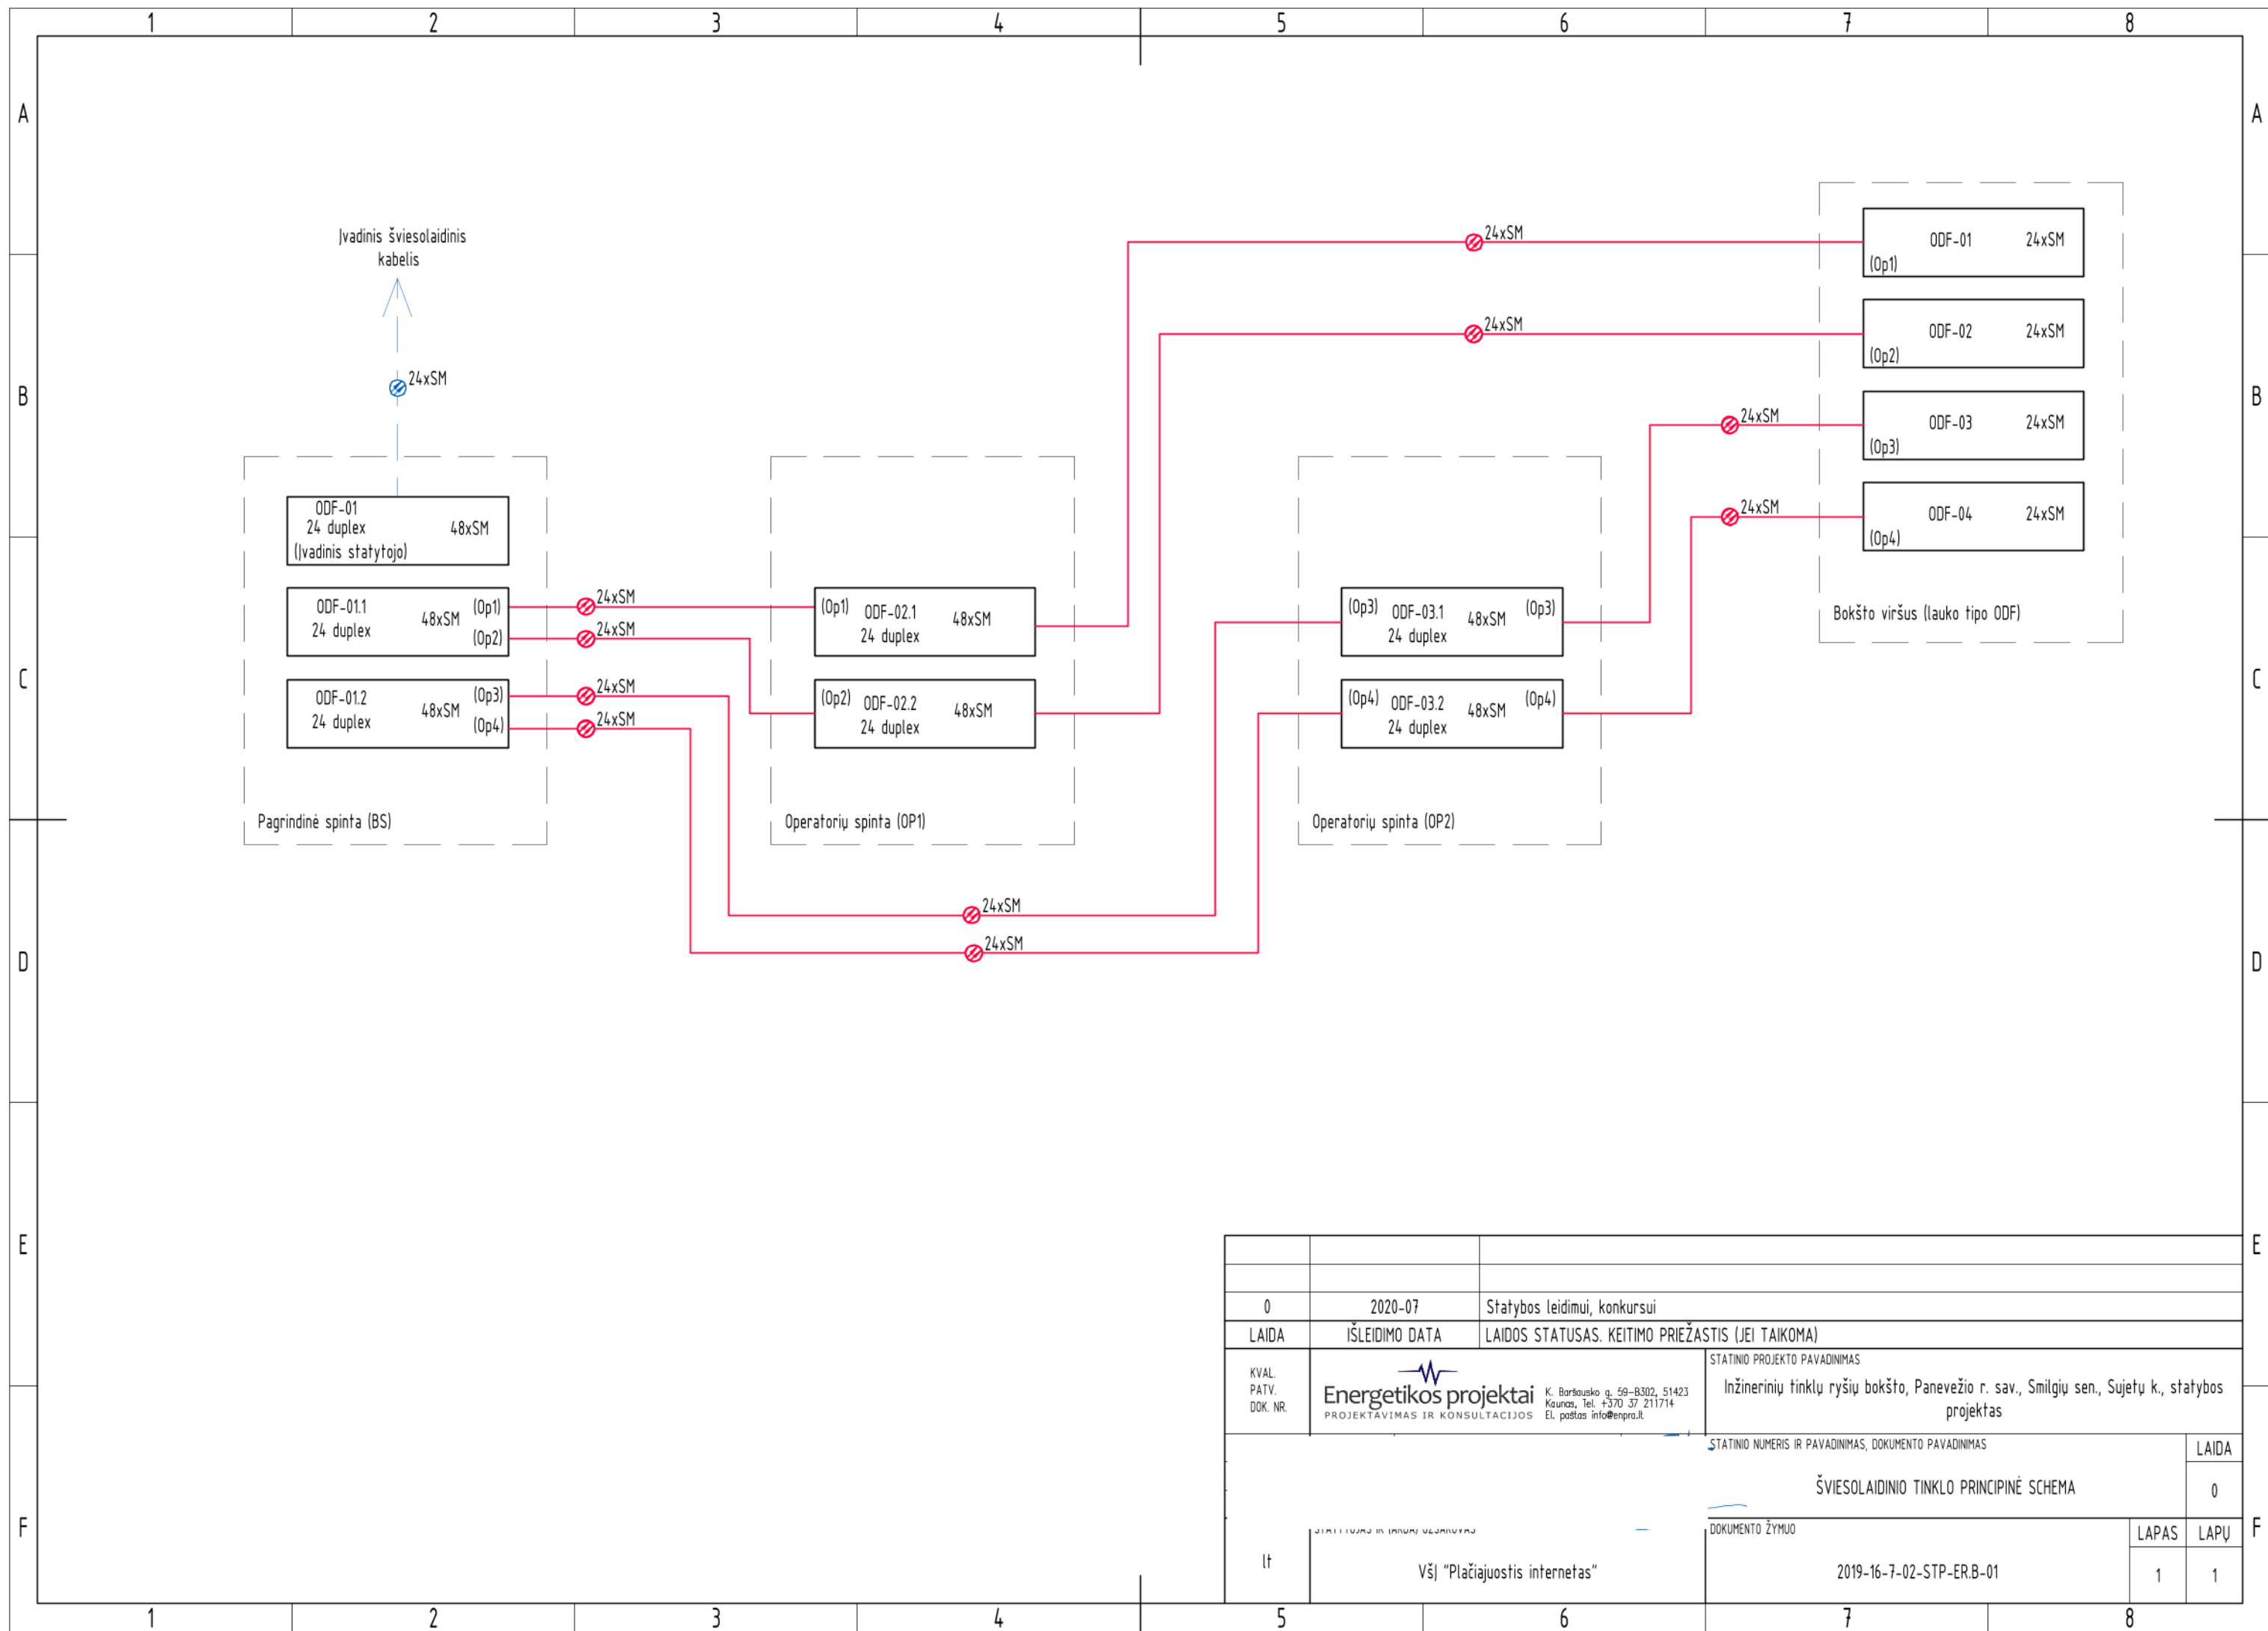 1 2 3 4 5 6 7 8
A A
Įvadinis šviesolaidinis
kabelis
24xSM
B B
ODF-01
24 duplex
(Įvadinis statytojo)
48xSM
ODF-01.1
24 duplex
48xSM
(Op1)
(Op2)
ODF-01.2
24 duplex
48xSM
(Op3)
(Op4)
Pagrindinė spinta (BS)
24xSM
24xSM
24xSM
24xSM
(Op1)
ODF-02.1
24 duplex
48xSM
(Op2)
ODF-02.2
24 duplex
48xSM
Operatorių spinta (OP1)
24xSM
24xSM
(Op3)
ODF-03.1
24 duplex
48xSM
(Op3)
(Op4)
ODF-03.2
24 duplex
48xSM
(Op4)
Operatorių spinta (OP2)
24xSM
24xSM
24xSM
24xSM
ODF-01 24xSM
(Op1)
ODF-02 24xSM
(Op2)
ODF-03 24xSM
(Op3)
ODF-04 24xSM
(Op4)
Bokšto viršus (lauko tipo ODF)
C C
D D
E E
F F
0 2020-07 Statybos leidimui, konkursui
LAIDA IŠLEIDIMO DATA LAIDOS STATUSAS. KEITIMO PRIEŽASTIS (JEI TAIKOMA)
KVAL.
PATV.
DOK. NR.
Energetikos projektai
PROJEKTAVIMAS IR KONSULTACIJOS
K. Baršausko g. 59-B302, 51423
Kaunas, Tel. +370 37 211714
El. paštas info@enpro.lt
STATINIO PROJEKTO PAVADINIMAS
Inžinerinių tinklų ryšių bokšto, Panevėžio r. sav., Smilgių sen., Sujetų k., statybos
projektas
STATINIO NUMERIS IR PAVADINIMAS, DOKUMENTO PAVADINIMAS
LAIDA
ŠVIESOLAIDINIO TINKLO PRINCIPINĖ SCHEMA
0
lt
VšĮ "Plačiajuostis internetas"
DOKUMENTO ŽYMUO
LAPAS LAPŲ
2019-16-7-02-STP-ER.B-01
1 1
1 2 3 4 5 6 7 8